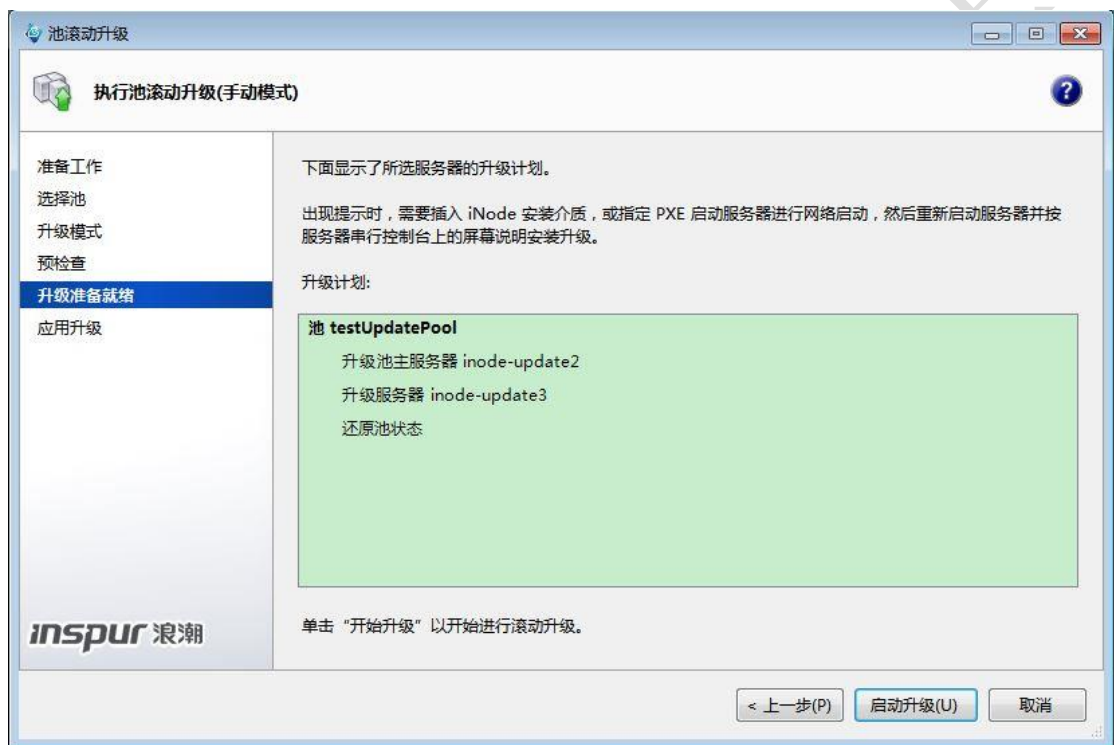 池滚动升级
执行池滚动升级(手动模式)
?
准备工作
选择池
升级模式
预检查
升级准备就绪
应用升级
下面显示了所选服务器的升级计划。
出现提示时，需要插入 iNode 安装介质，或指定 PXE 启动服务器进行网络启动，然后重新启动服务器并按
服务器串行控制台上的屏幕说明安装升级。
升级计划:
池 testUpdatePool
升级池主服务器 inode-update2
升级服务器 inode-update3
还原池状态
单击“开始升级”以开始进行滚动升级。
inspur 浪潮
< 上一步(P)
启动升级(U)
取消